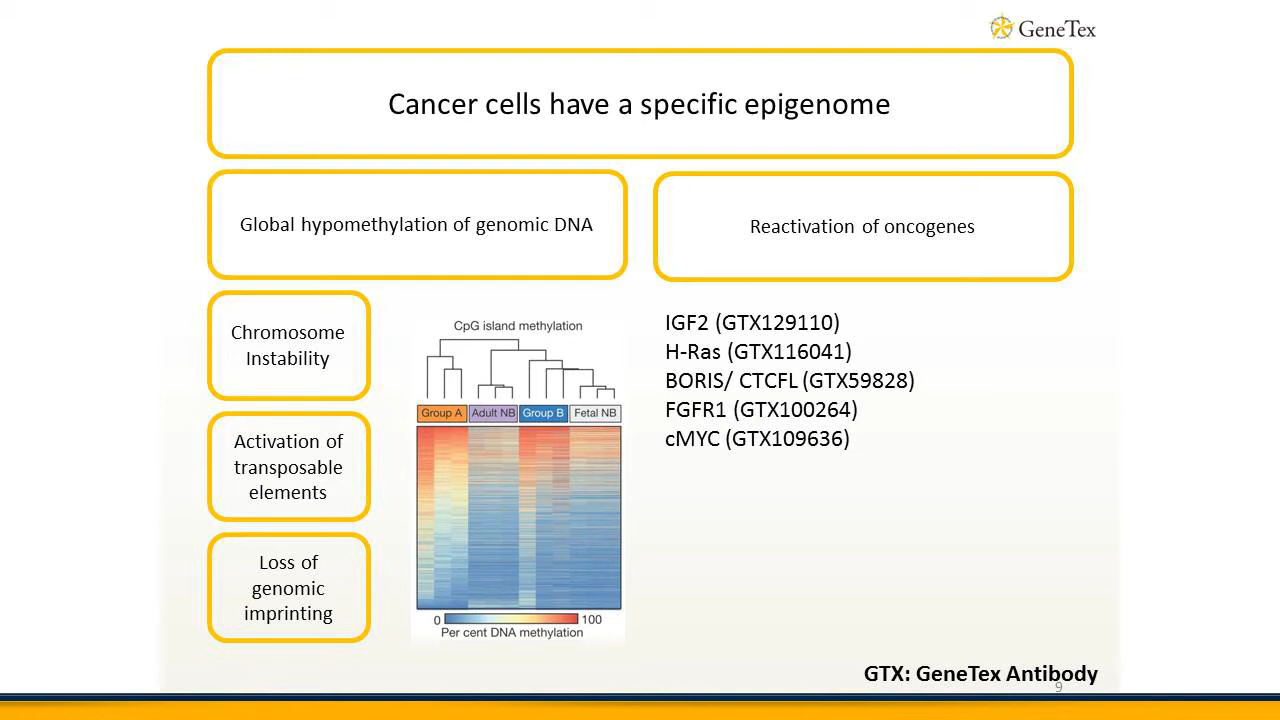 GeneTex
Cancer cells have a specific epigenome
Global hypomethylation of genomic DNA
Reactivation of oncogenes
Chromosome
Instability
Activation of
transposable
elements
Loss of
genomic
imprinting
CpG island methylation
Group A Adult NB Group B Fetal NB
0 100
Per cent DNA methylation
IGF2 (GTX129110)
H-Ras (GTX116041)
BORIS/ CTCFL (GTX59828)
FGFR1 (GTX100264)
cMYC (GTX109636)
GTX: GeneTex Antibody
9